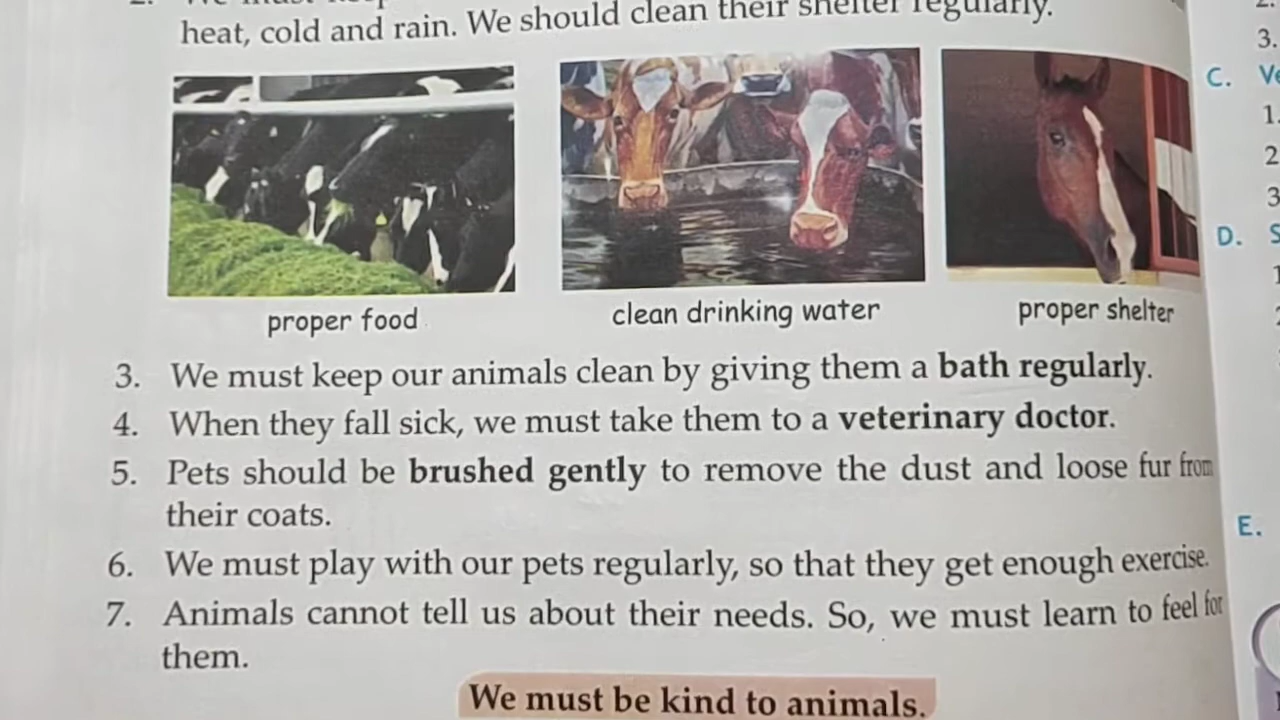 heat, cold and rain. We should clean their shelter regularly.
proper food
clean drinking water
proper shelter
3. We must keep our animals clean by giving them a bath regularly.
4. When they fall sick, we must take them to a veterinary doctor.
5. Pets should be brushed gently to remove the dust and loose fur from
their coats.
6. We must play with our pets regularly, so that they get enough exercise.
7. Animals cannot tell us about their needs. So, we must learn to feel for
them.
We must be kind to animals.
3.
C.
1.
2
3
D. S
E.